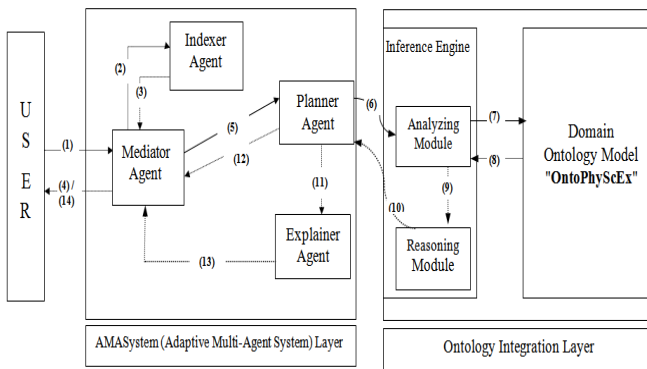 U
S
E
R
(1)
(4) /
(14)
Indexer
Agent
(2)
(3)
Mediator
Agent
(5)
(12)
Planner
Agent
(11)
Explainer
Agent
(13)
AMASystem (Adaptive Multi-Agent System) Layer
Inference Engine
(6)
Analyzing
Module
(7)
(8)
(9)
(10)
Reasoning
Module
Domain
Ontology Model
"OntoPhyScEx"
Ontology Integration Layer